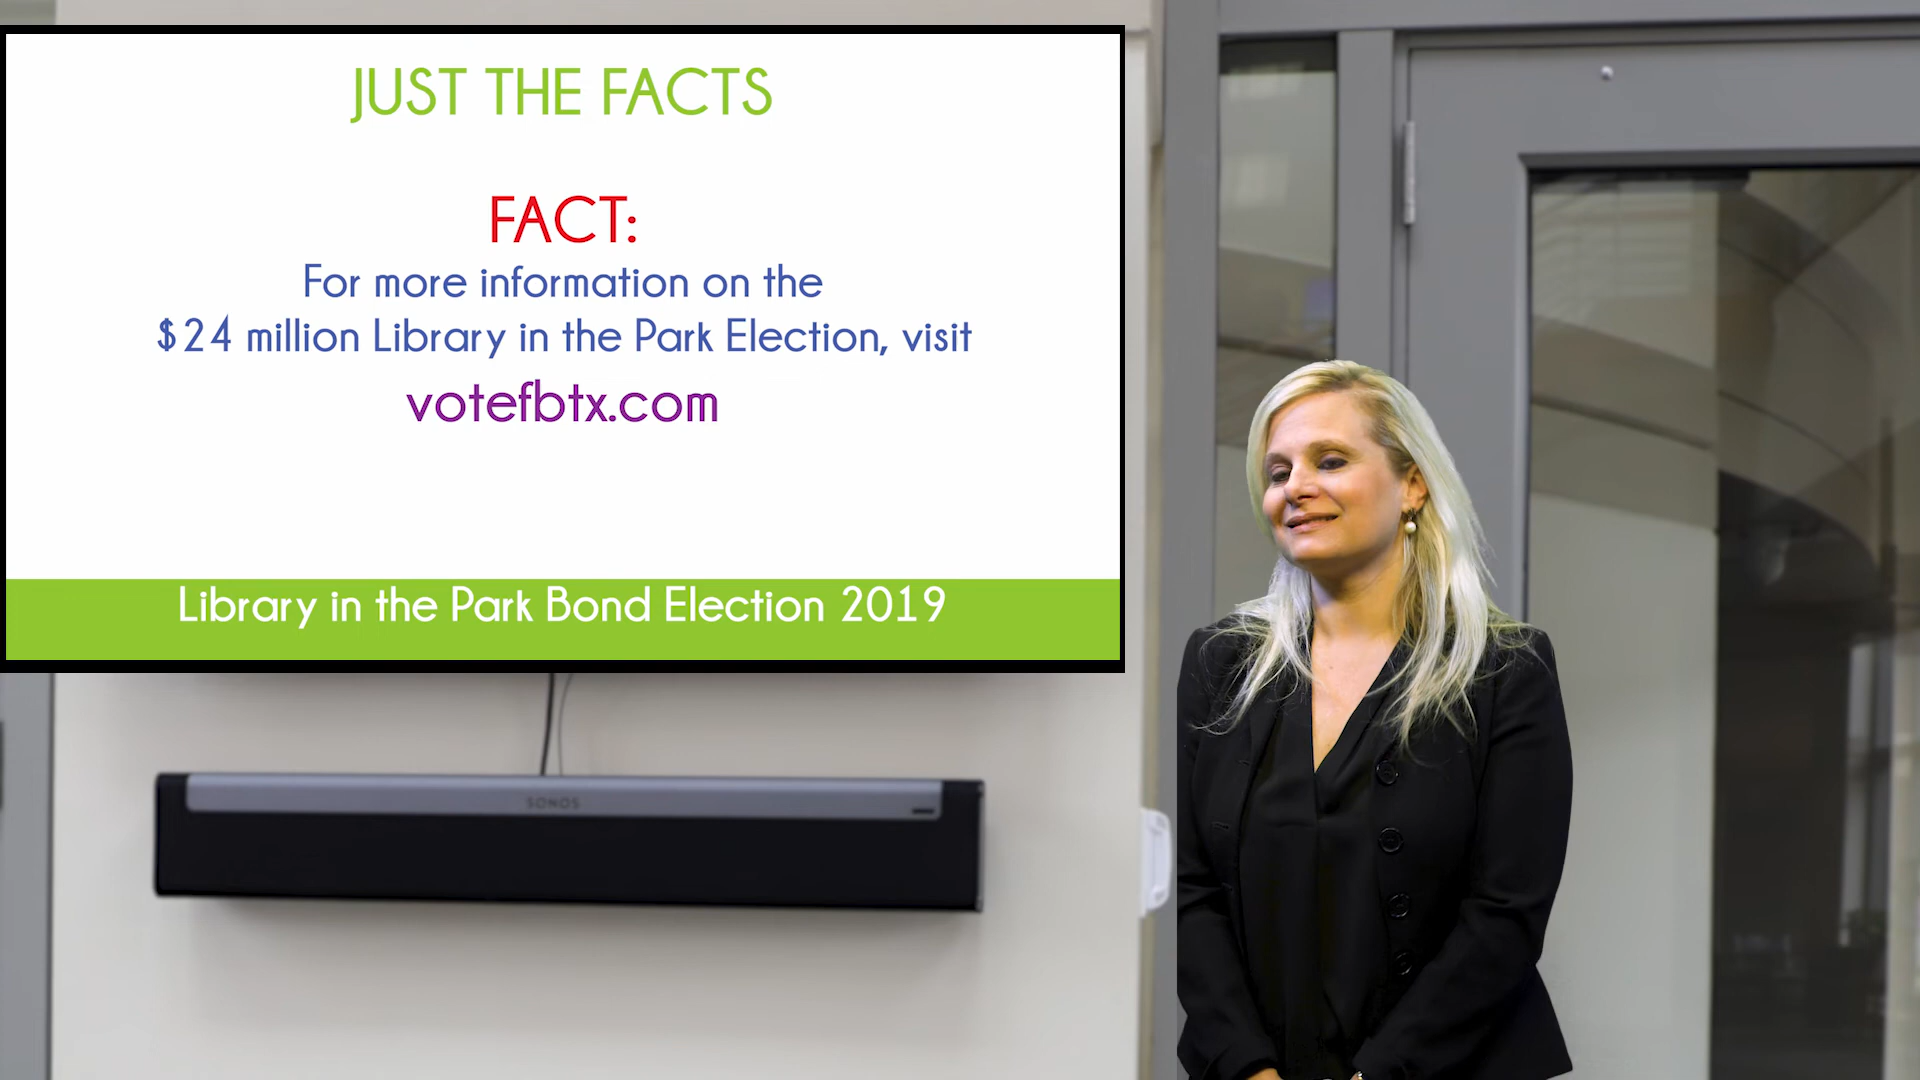 JUST THE FACTS
FACT:
For more information on the
$24 million Library in the Park Election, visit
votefbtx.com
Library in the Park Bond Election 2019
SONOS